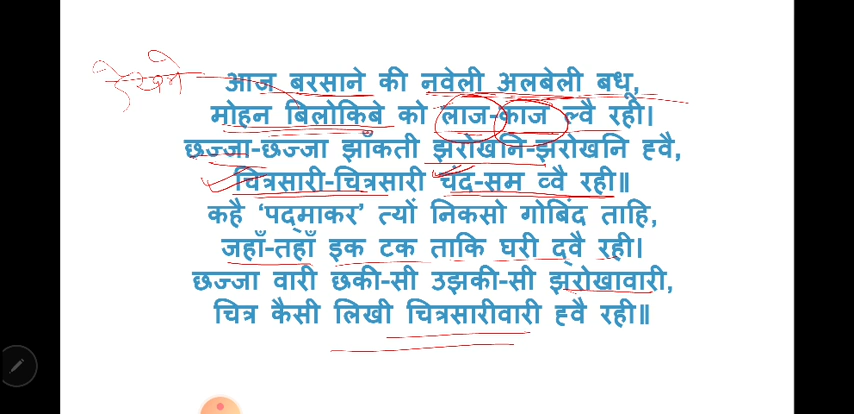 देखने
आज बरसाने की नवेली अलबेली बधू,
मोहन बिलोकिबे को लाज-काज ल्वै रही।
छज्जा-छज्जा झाँकती झरोखनि-झरोखनि ह्वै,
चित्रसारी-चित्रसारी चंद-सम व्वै रही॥
कहै ‘पद्माकर’ त्यों निकसो गोबिंद ताहि,
जहाँ-तहाँ इक टक ताकि घरी द्वै रही।
छज्जा वारी छकी-सी उझकी-सी झरोखावारी,
चित्र कैसी लिखी चित्रसारीवारी ह्वै रही॥